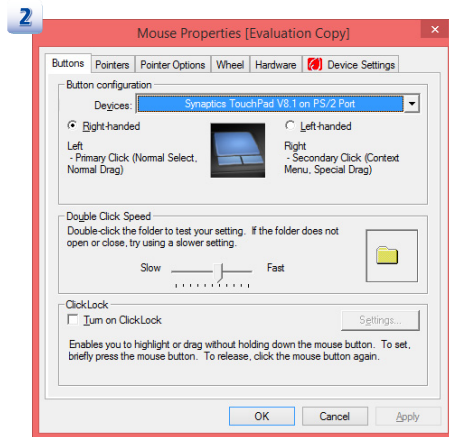 2
Mouse Properties [Evaluation Copy]
Buttons Pointers Pointer Options Wheel Hardware Device Settings
Button configuration
Devices: Synaptics TouchPad V8.1 on PS/2 Port
Right-handed Left-handed
Left Right
- Primary Click (Normal Select, - Secondary Click (Context
Normal Drag) Menu, Special Drag)
Double Click Speed
Double-click the folder to test your setting. If the folder does not
open or close, try using a slower setting.
Slow Fast
ClickLock
Turn on ClickLock Settings...
Enables you to highlight or drag without holding down the mouse button. To set,
briefly press the mouse button. To release, click the mouse button again.
OK Cancel Apply